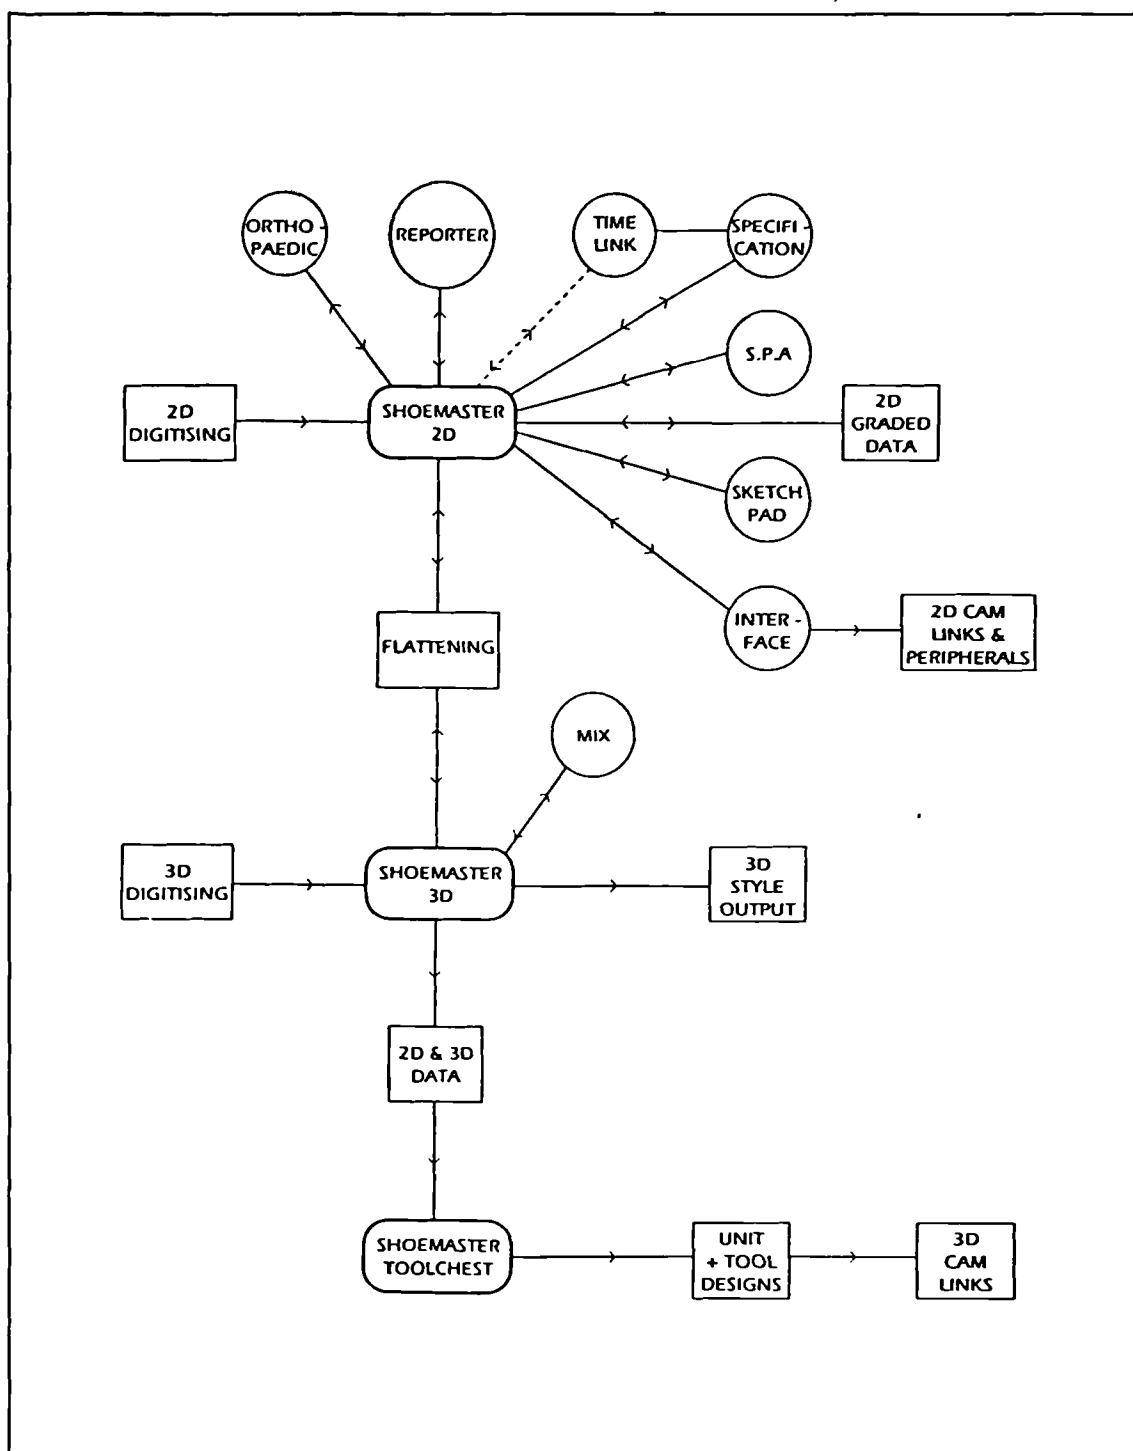 ORTHO -
PAEDIC
REPORTER
TIME
LINK
SPECIFI -
CATION
S.P.A
2D
DIGITISING
SHOEMASTER
2D
2D
GRADED
DATA
SKETCH
PAD
INTER -
FACE
2D CAM
LINKS &
PERIPHERALS
FLATTENING
MIX
3D
DIGITISING
SHOEMASTER
3D
3D
STYLE
OUTPUT
2D & 3D
DATA
SHOEMASTER
TOOLCHEST
UNIT
+ TOOL
DESIGNS
3D
CAM
LINKS